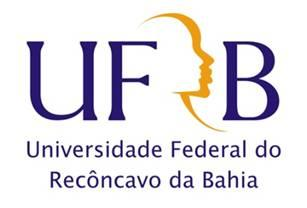 UFRB
Universidade Federal do
Recôncavo da Bahia